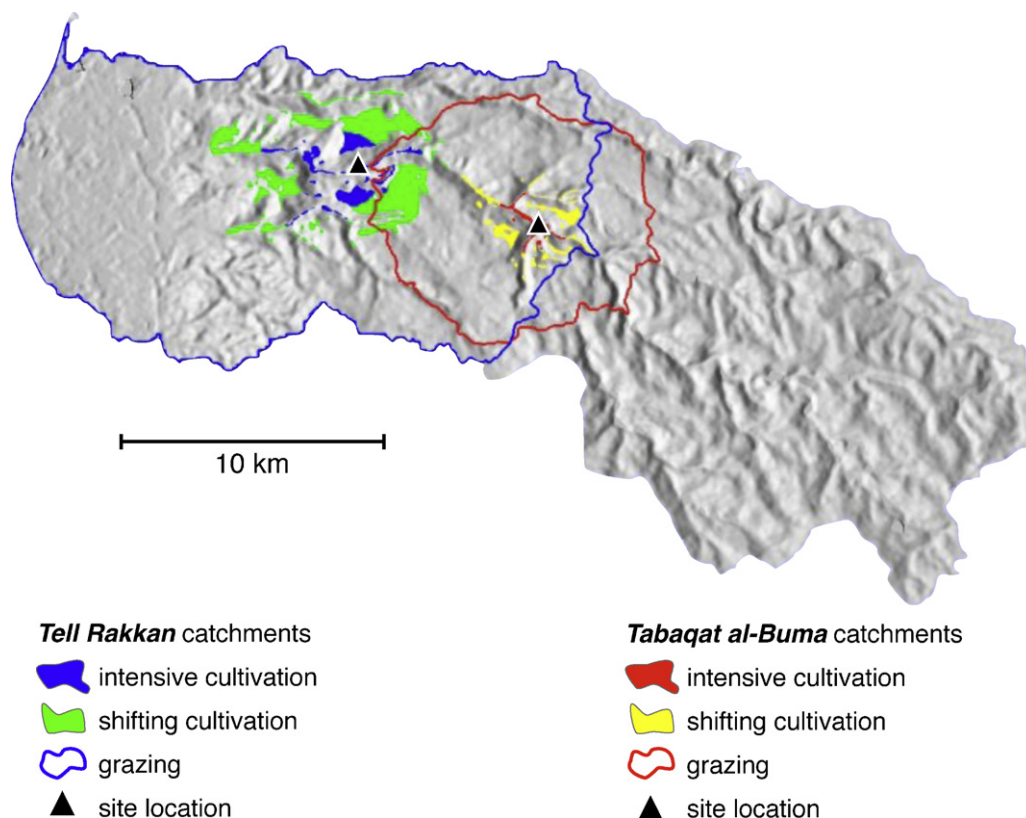 10 km
Tell Rakkan catchments
intensive cultivation
shifting cultivation
grazing
site location
Tabaqat al-Buma catchments
intensive cultivation
shifting cultivation
grazing
site location